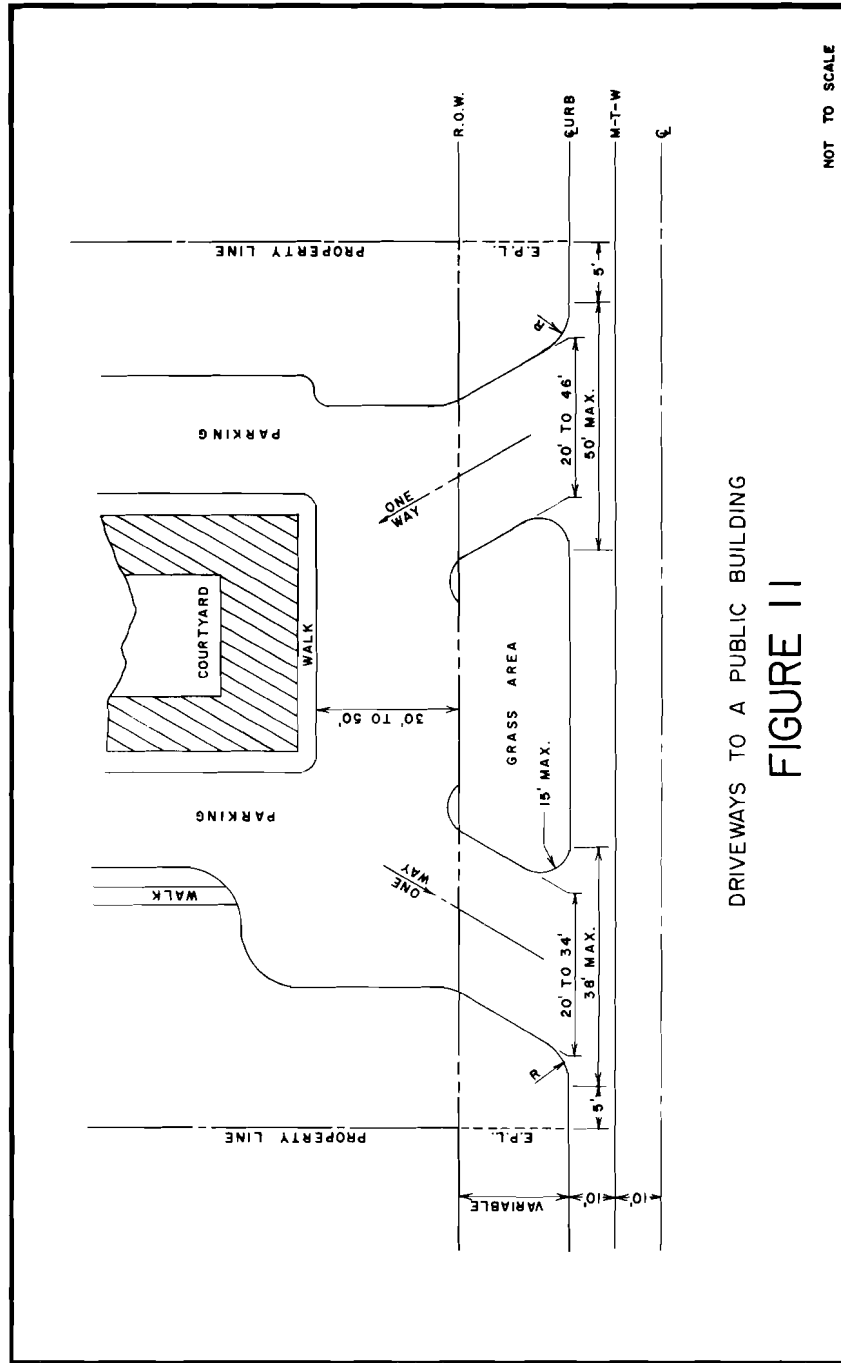 PROPERTY LINE
E.P.L.
PROPERTY LINE
E.P.L.
WALK
PARKING
COURTYARD
WALK
PARKING
30' TO 50'
ONE
WAY
ONE
WAY
GRASS AREA
15' MAX.
R
R
R.O.W.
℄URB
M-T-W
℄
VARIABLE
10'
10'
5'
20' TO 34'
38' MAX.
20' TO 46'
50' MAX.
5'
NOT TO SCALE
DRIVEWAYS TO A PUBLIC BUILDING
FIGURE 11